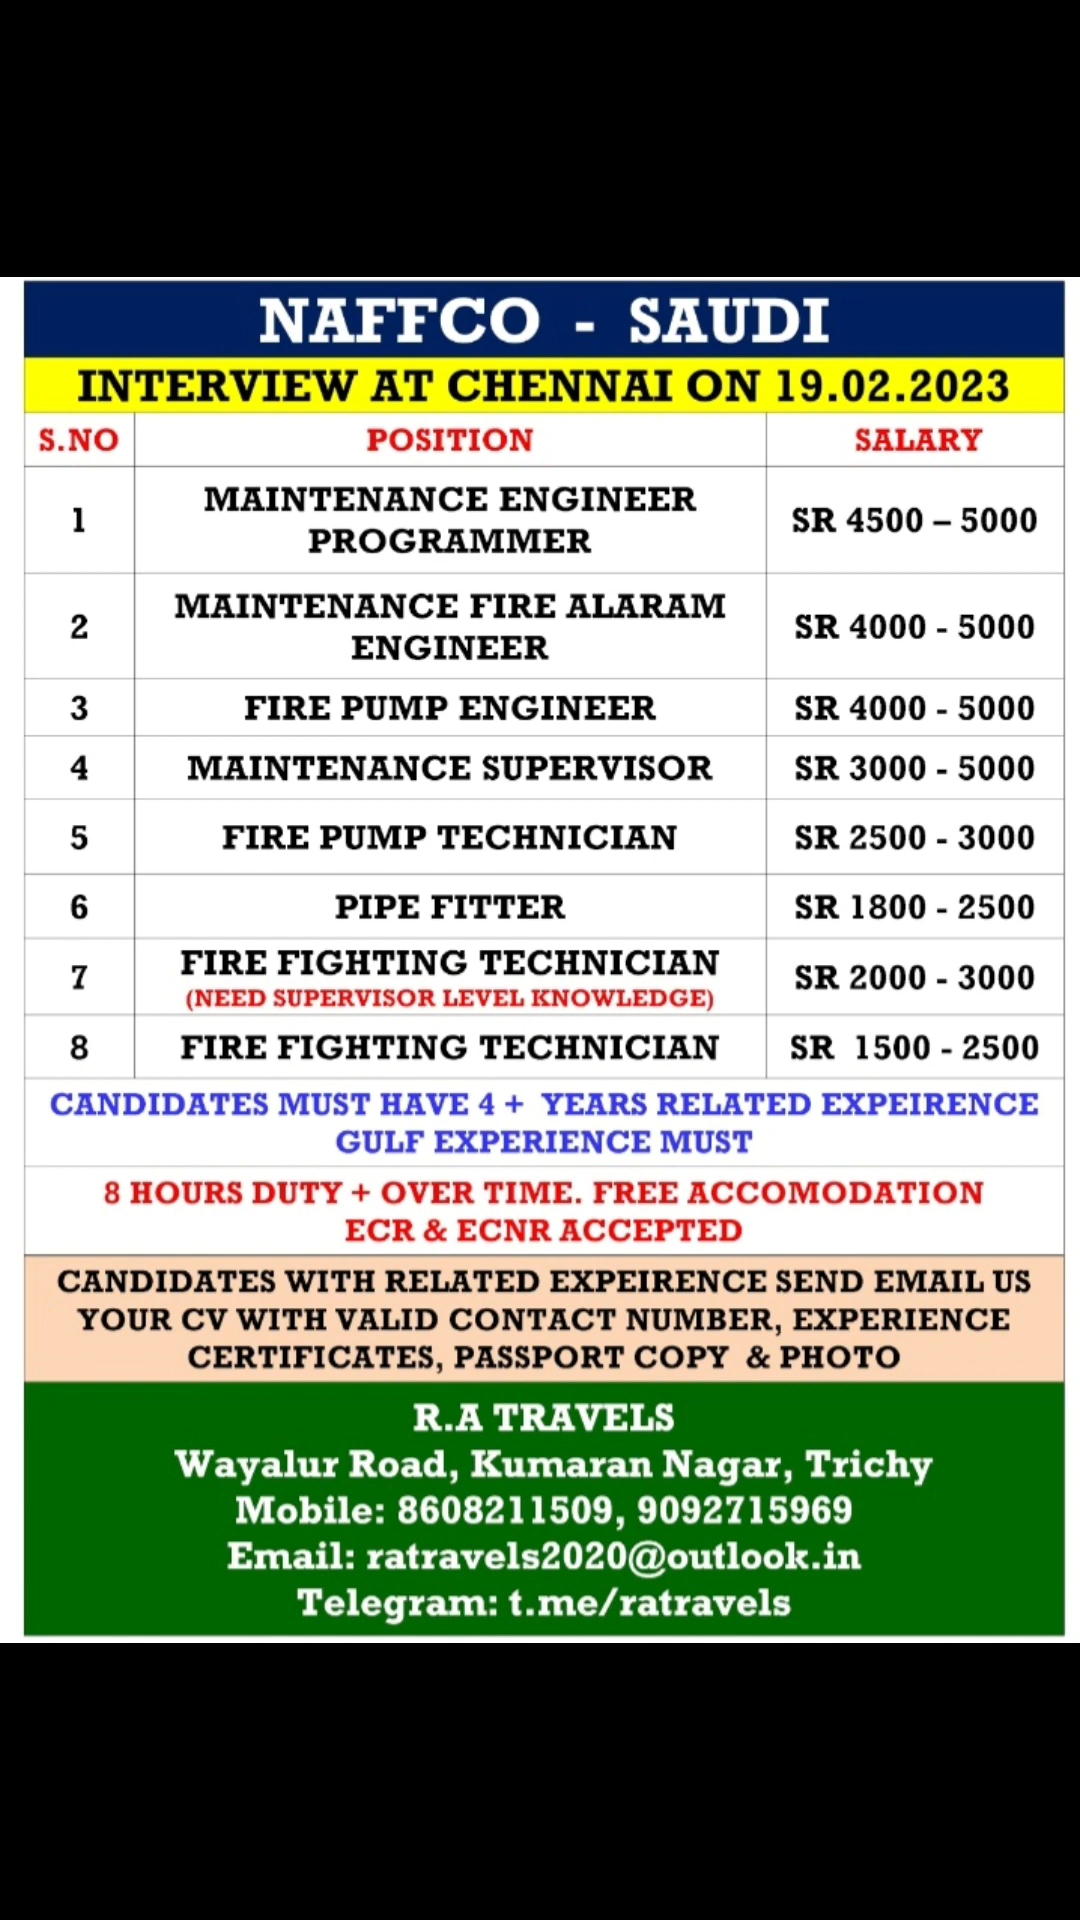 NAFFCO - SAUDI
INTERVIEW AT CHENNAI ON 19.02.2023
S.NO POSITION SALARY
1 MAINTENANCE ENGINEER PROGRAMMER SR 4500 – 5000
2 MAINTENANCE FIRE ALARAM ENGINEER SR 4000 - 5000
3 FIRE PUMP ENGINEER SR 4000 - 5000
4 MAINTENANCE SUPERVISOR SR 3000 - 5000
5 FIRE PUMP TECHNICIAN SR 2500 - 3000
6 PIPE FITTER SR 1800 - 2500
7 FIRE FIGHTING TECHNICIAN (NEED SUPERVISOR LEVEL KNOWLEDGE) SR 2000 - 3000
8 FIRE FIGHTING TECHNICIAN SR 1500 - 2500
CANDIDATES MUST HAVE 4 + YEARS RELATED EXPEIRENCE
GULF EXPERIENCE MUST
8 HOURS DUTY + OVER TIME. FREE ACCOMODATION
ECR & ECNR ACCEPTED
CANDIDATES WITH RELATED EXPEIRENCE SEND EMAIL US
YOUR CV WITH VALID CONTACT NUMBER, EXPERIENCE
CERTIFICATES, PASSPORT COPY & PHOTO
R.A TRAVELS
Wayalur Road, Kumaran Nagar, Trichy
Mobile: 8608211509, 9092715969
Email: ratravels2020@outlook.in
Telegram: t.me/ratravels